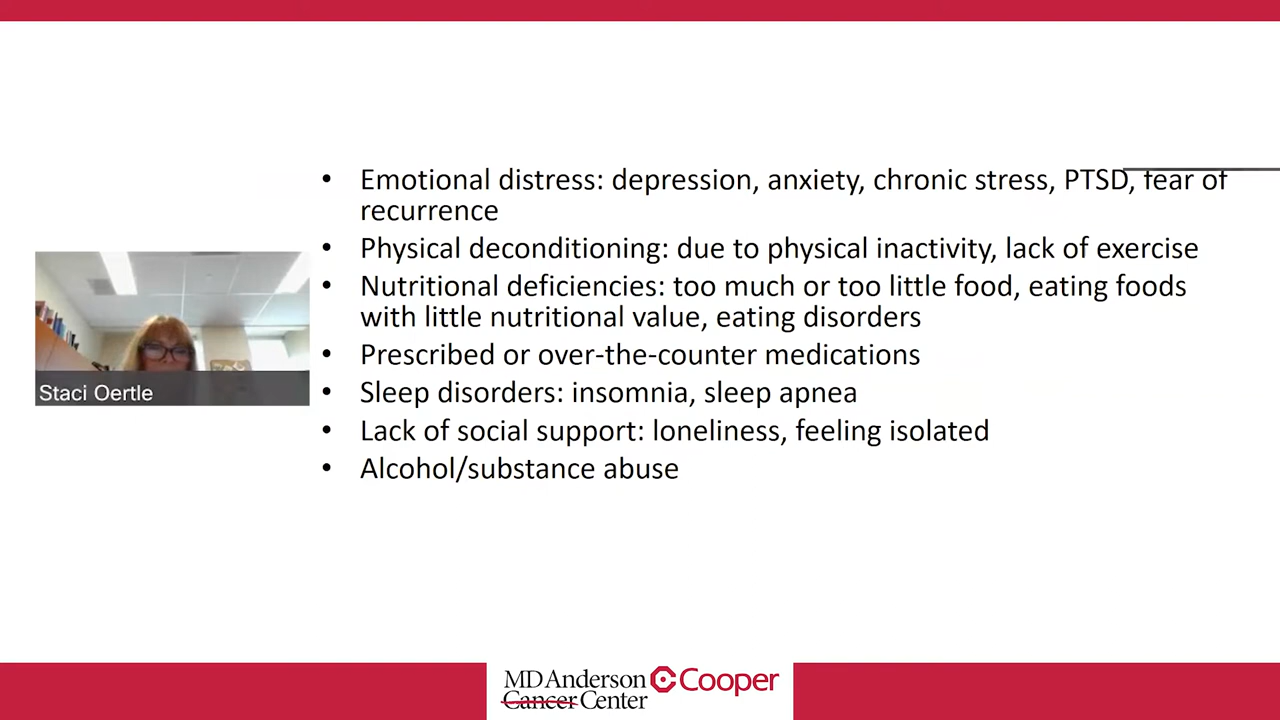 • Emotional distress: depression, anxiety, chronic stress, PTSD, fear of
recurrence
• Physical deconditioning: due to physical inactivity, lack of exercise
• Nutritional deficiencies: too much or too little food, eating foods
with little nutritional value, eating disorders
• Prescribed or over-the-counter medications
• Sleep disorders: insomnia, sleep apnea
• Lack of social support: loneliness, feeling isolated
• Alcohol/substance abuse
Staci Oertle
MD Anderson Cooper
Cancer Center